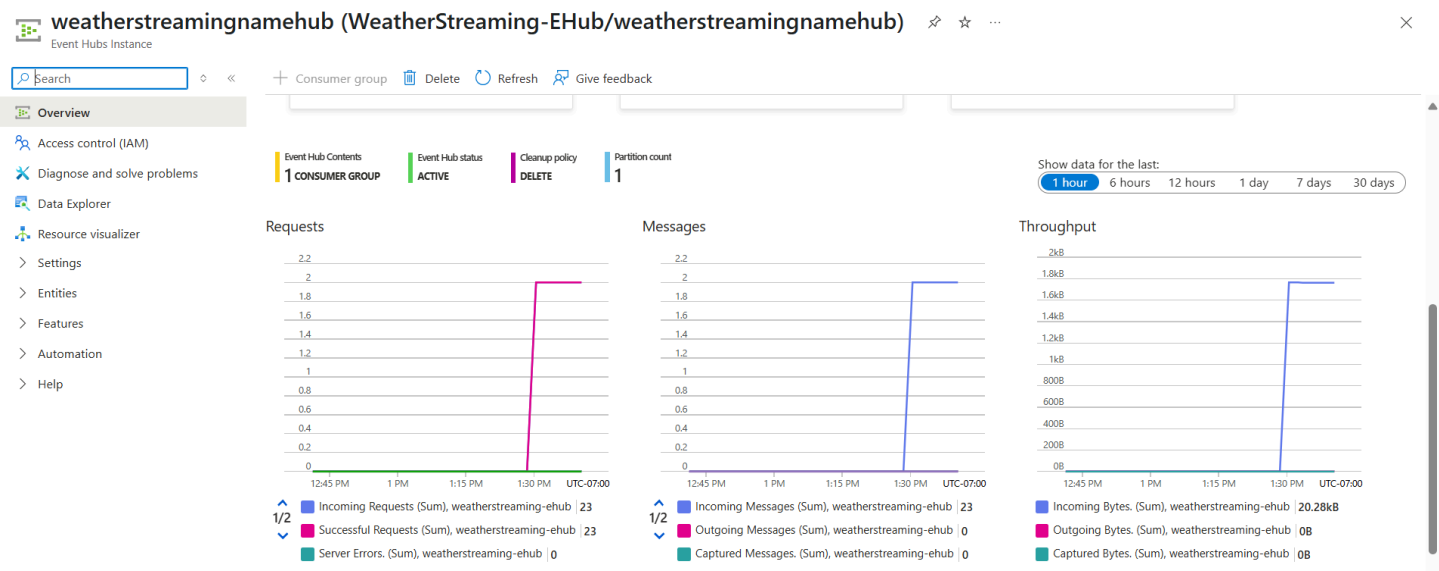 weatherstreamingnamehub (WeatherStreaming-EHub/weatherstreamingnamehub)
Event Hubs Instance
Search
Consumer group Delete Refresh Give feedback
Overview
Access control (IAM)
Diagnose and solve problems
Data Explorer
Resource visualizer
Settings
Entities
Features
Automation
Help
Event Hub Contents
1 CONSUMER GROUP
Event Hub status
ACTIVE
Cleanup policy
DELETE
Partition count
1
Show data for the last:
1 hour 6 hours 12 hours 1 day 7 days 30 days
Requests
2.2
2
1.8
1.6
1.4
1.2
1
0.8
0.6
0.4
0.2
0
12:45 PM 1 PM 1:15 PM 1:30 PM UTC-07:00
1/2
Incoming Requests (Sum), weatherstreaming-ehub 23
Successful Requests (Sum), weatherstreaming-ehub 23
Server Errors. (Sum), weatherstreaming-ehub 0
Messages
2.2
2
1.8
1.6
1.4
1.2
1
0.8
0.6
0.4
0.2
0
12:45 PM 1 PM 1:15 PM 1:30 PM UTC-07:00
1/2
Incoming Messages (Sum), weatherstreaming-ehub 23
Outgoing Messages (Sum), weatherstreaming-ehub 0
Captured Messages. (Sum), weatherstreaming-ehub 0
Throughput
2kB
1.8kB
1.6kB
1.4kB
1.2kB
1kB
800B
600B
400B
200B
0B
12:45 PM 1 PM 1:15 PM 1:30 PM UTC-07:00
Incoming Bytes. (Sum), weatherstreaming-ehub 20.28kB
Outgoing Bytes. (Sum), weatherstreaming-ehub 0B
Captured Bytes. (Sum), weatherstreaming-ehub 0B